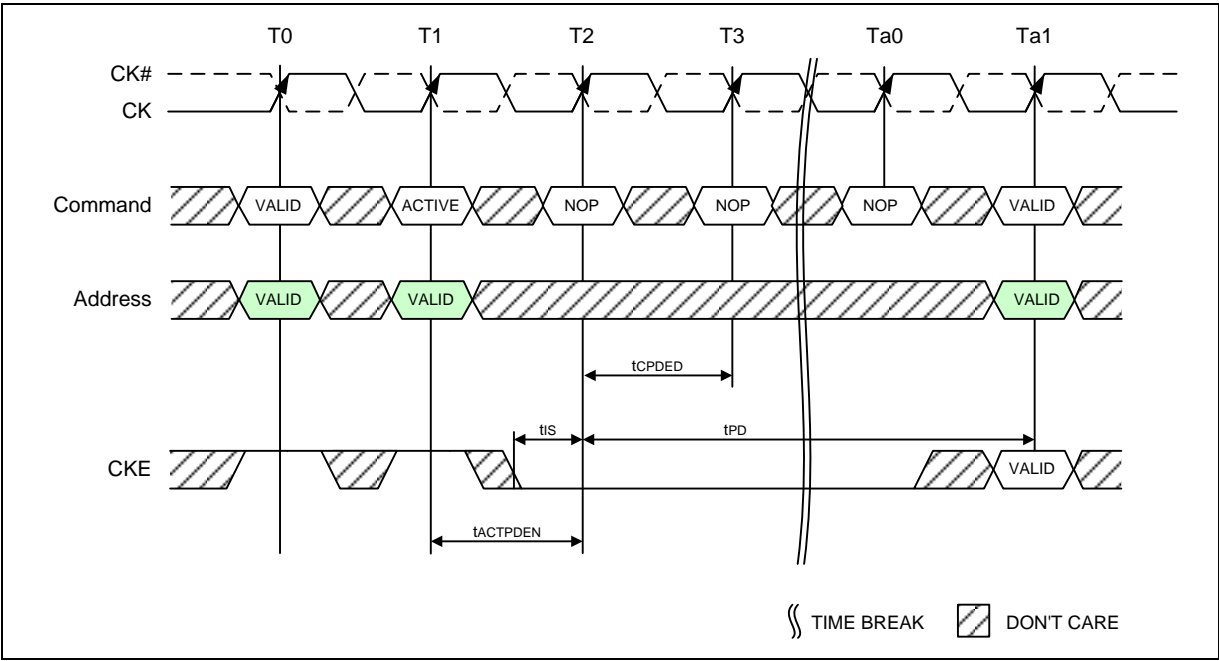 T0 T1 T2 T3 Ta0 Ta1
CK#
CK
Command VALID ACTIVE NOP NOP NOP VALID
Address VALID VALID VALID
tCPDED
tIS tPD
CKE VALID
tACTPDEN
TIME BREAK DON'T CARE